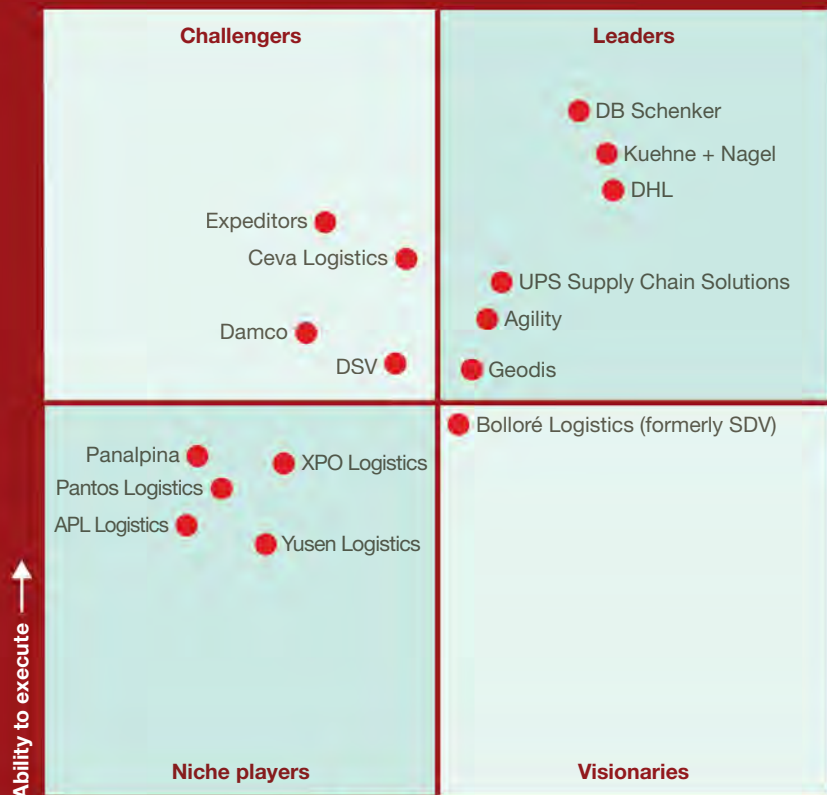 Challengers
Leaders
DB Schenker
Kuehne + Nagel
DHL
Expeditors
Ceva Logistics
UPS Supply Chain Solutions
Agility
Damco
DSV
Geodis
Bolloré Logistics (formerly SDV)
Panalpina
XPO Logistics
Pantos Logistics
APL Logistics
Yusen Logistics
Ability to execute
Niche players
Visionaries